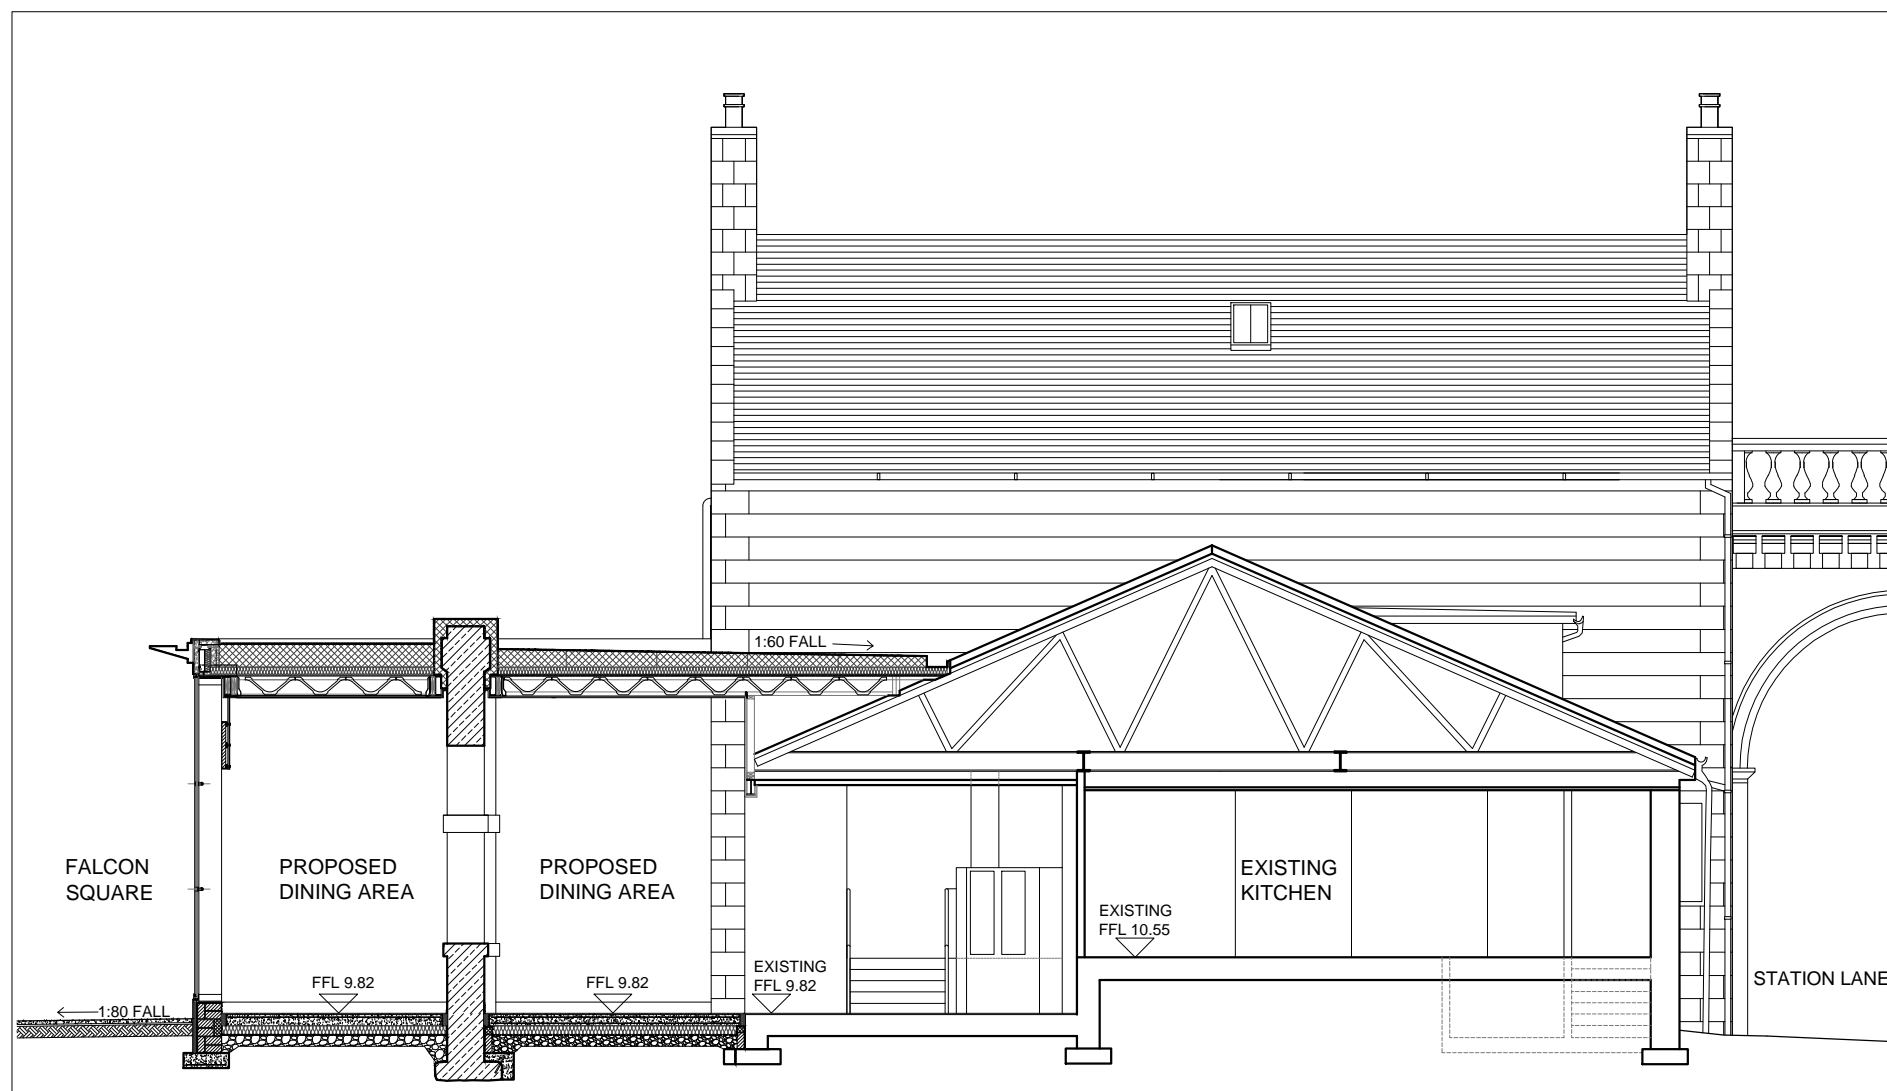 1:60 FALL
FALCON
SQUARE
PROPOSED
DINING AREA
PROPOSED
DINING AREA
EXISTING
KITCHEN
EXISTING
FFL 10.55
FFL 9.82
FFL 9.82
EXISTING
FFL 9.82
STATION LANE
1:80 FALL